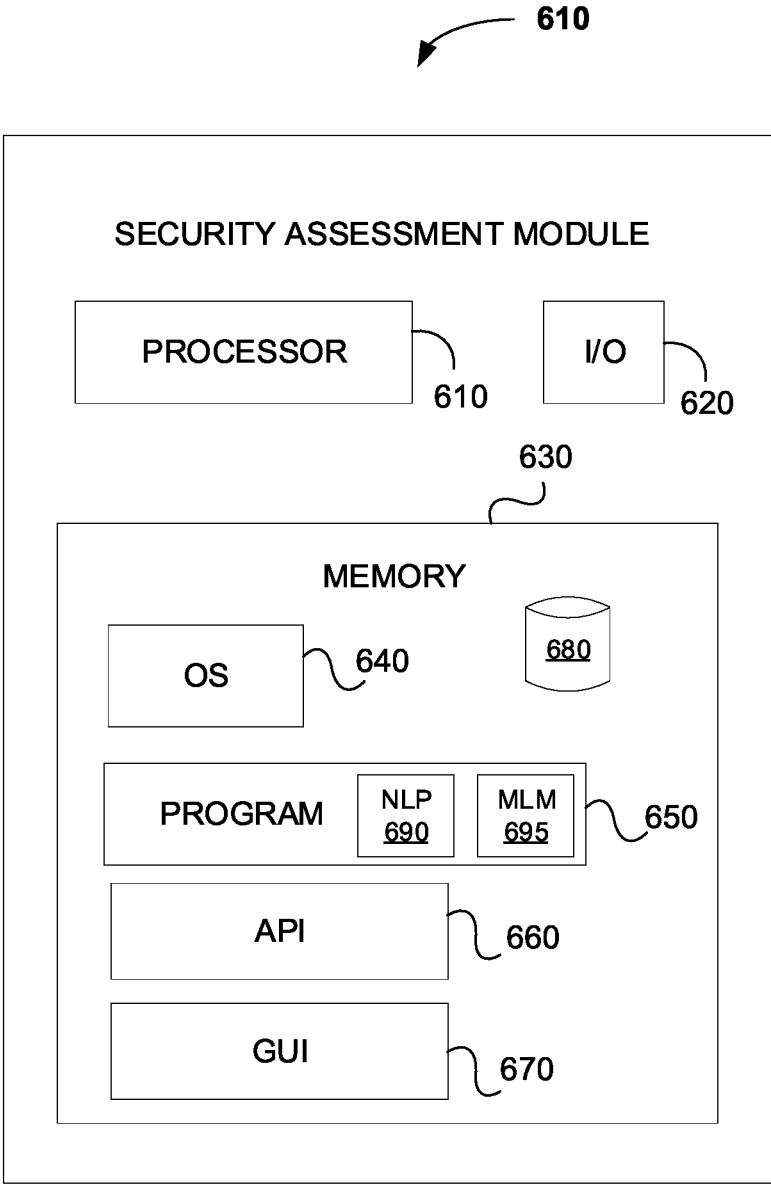 610
SECURITY ASSESSMENT MODULE
PROCESSOR
I/O
610
620
630
MEMORY
OS
640
680
PROGRAM
NLP
690
MLM
695
650
API
660
GUI
670